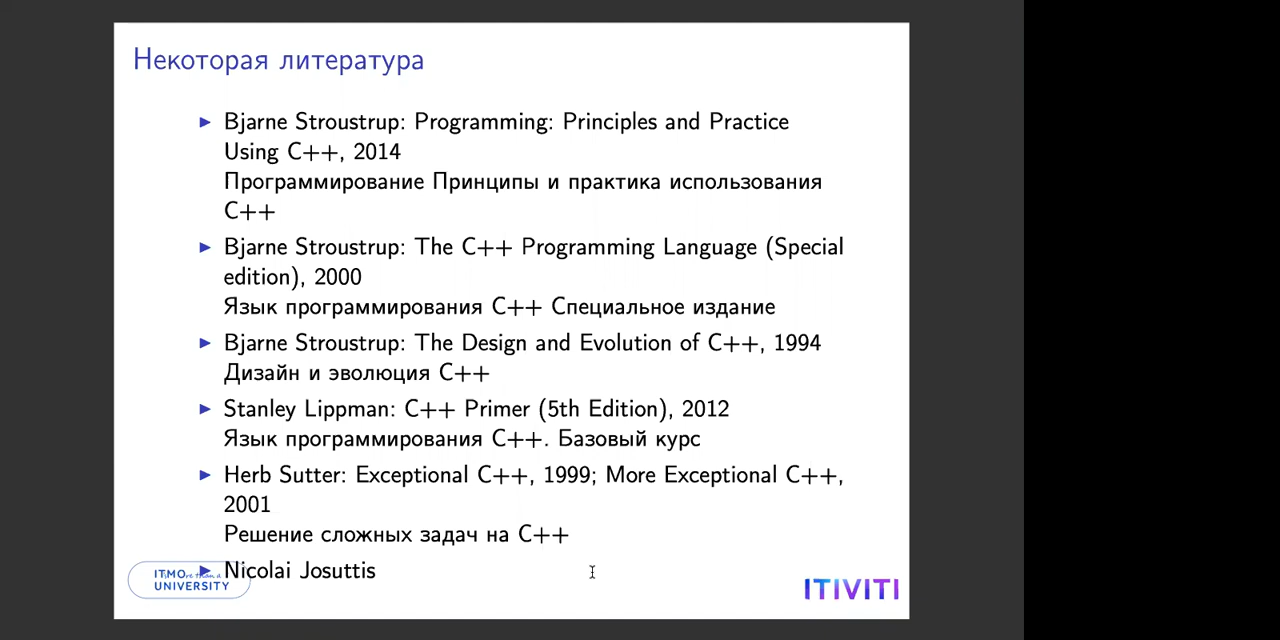 Некоторая литература
▶ Bjarne Stroustrup: Programming: Principles and Practice
Using C++, 2014
Программирование Принципы и практика использования
C++
▶ Bjarne Stroustrup: The C++ Programming Language (Special
edition), 2000
Язык программирования C++ Специальное издание
▶ Bjarne Stroustrup: The Design and Evolution of C++, 1994
Дизайн и эволюция C++
▶ Stanley Lippman: C++ Primer (5th Edition), 2012
Язык программирования C++. Базовый курс
▶ Herb Sutter: Exceptional C++, 1999; More Exceptional C++,
2001
Решение сложных задач на C++
▶ Nicolai Josuttis
ITMO
UNIVERSITY
ITIVITI